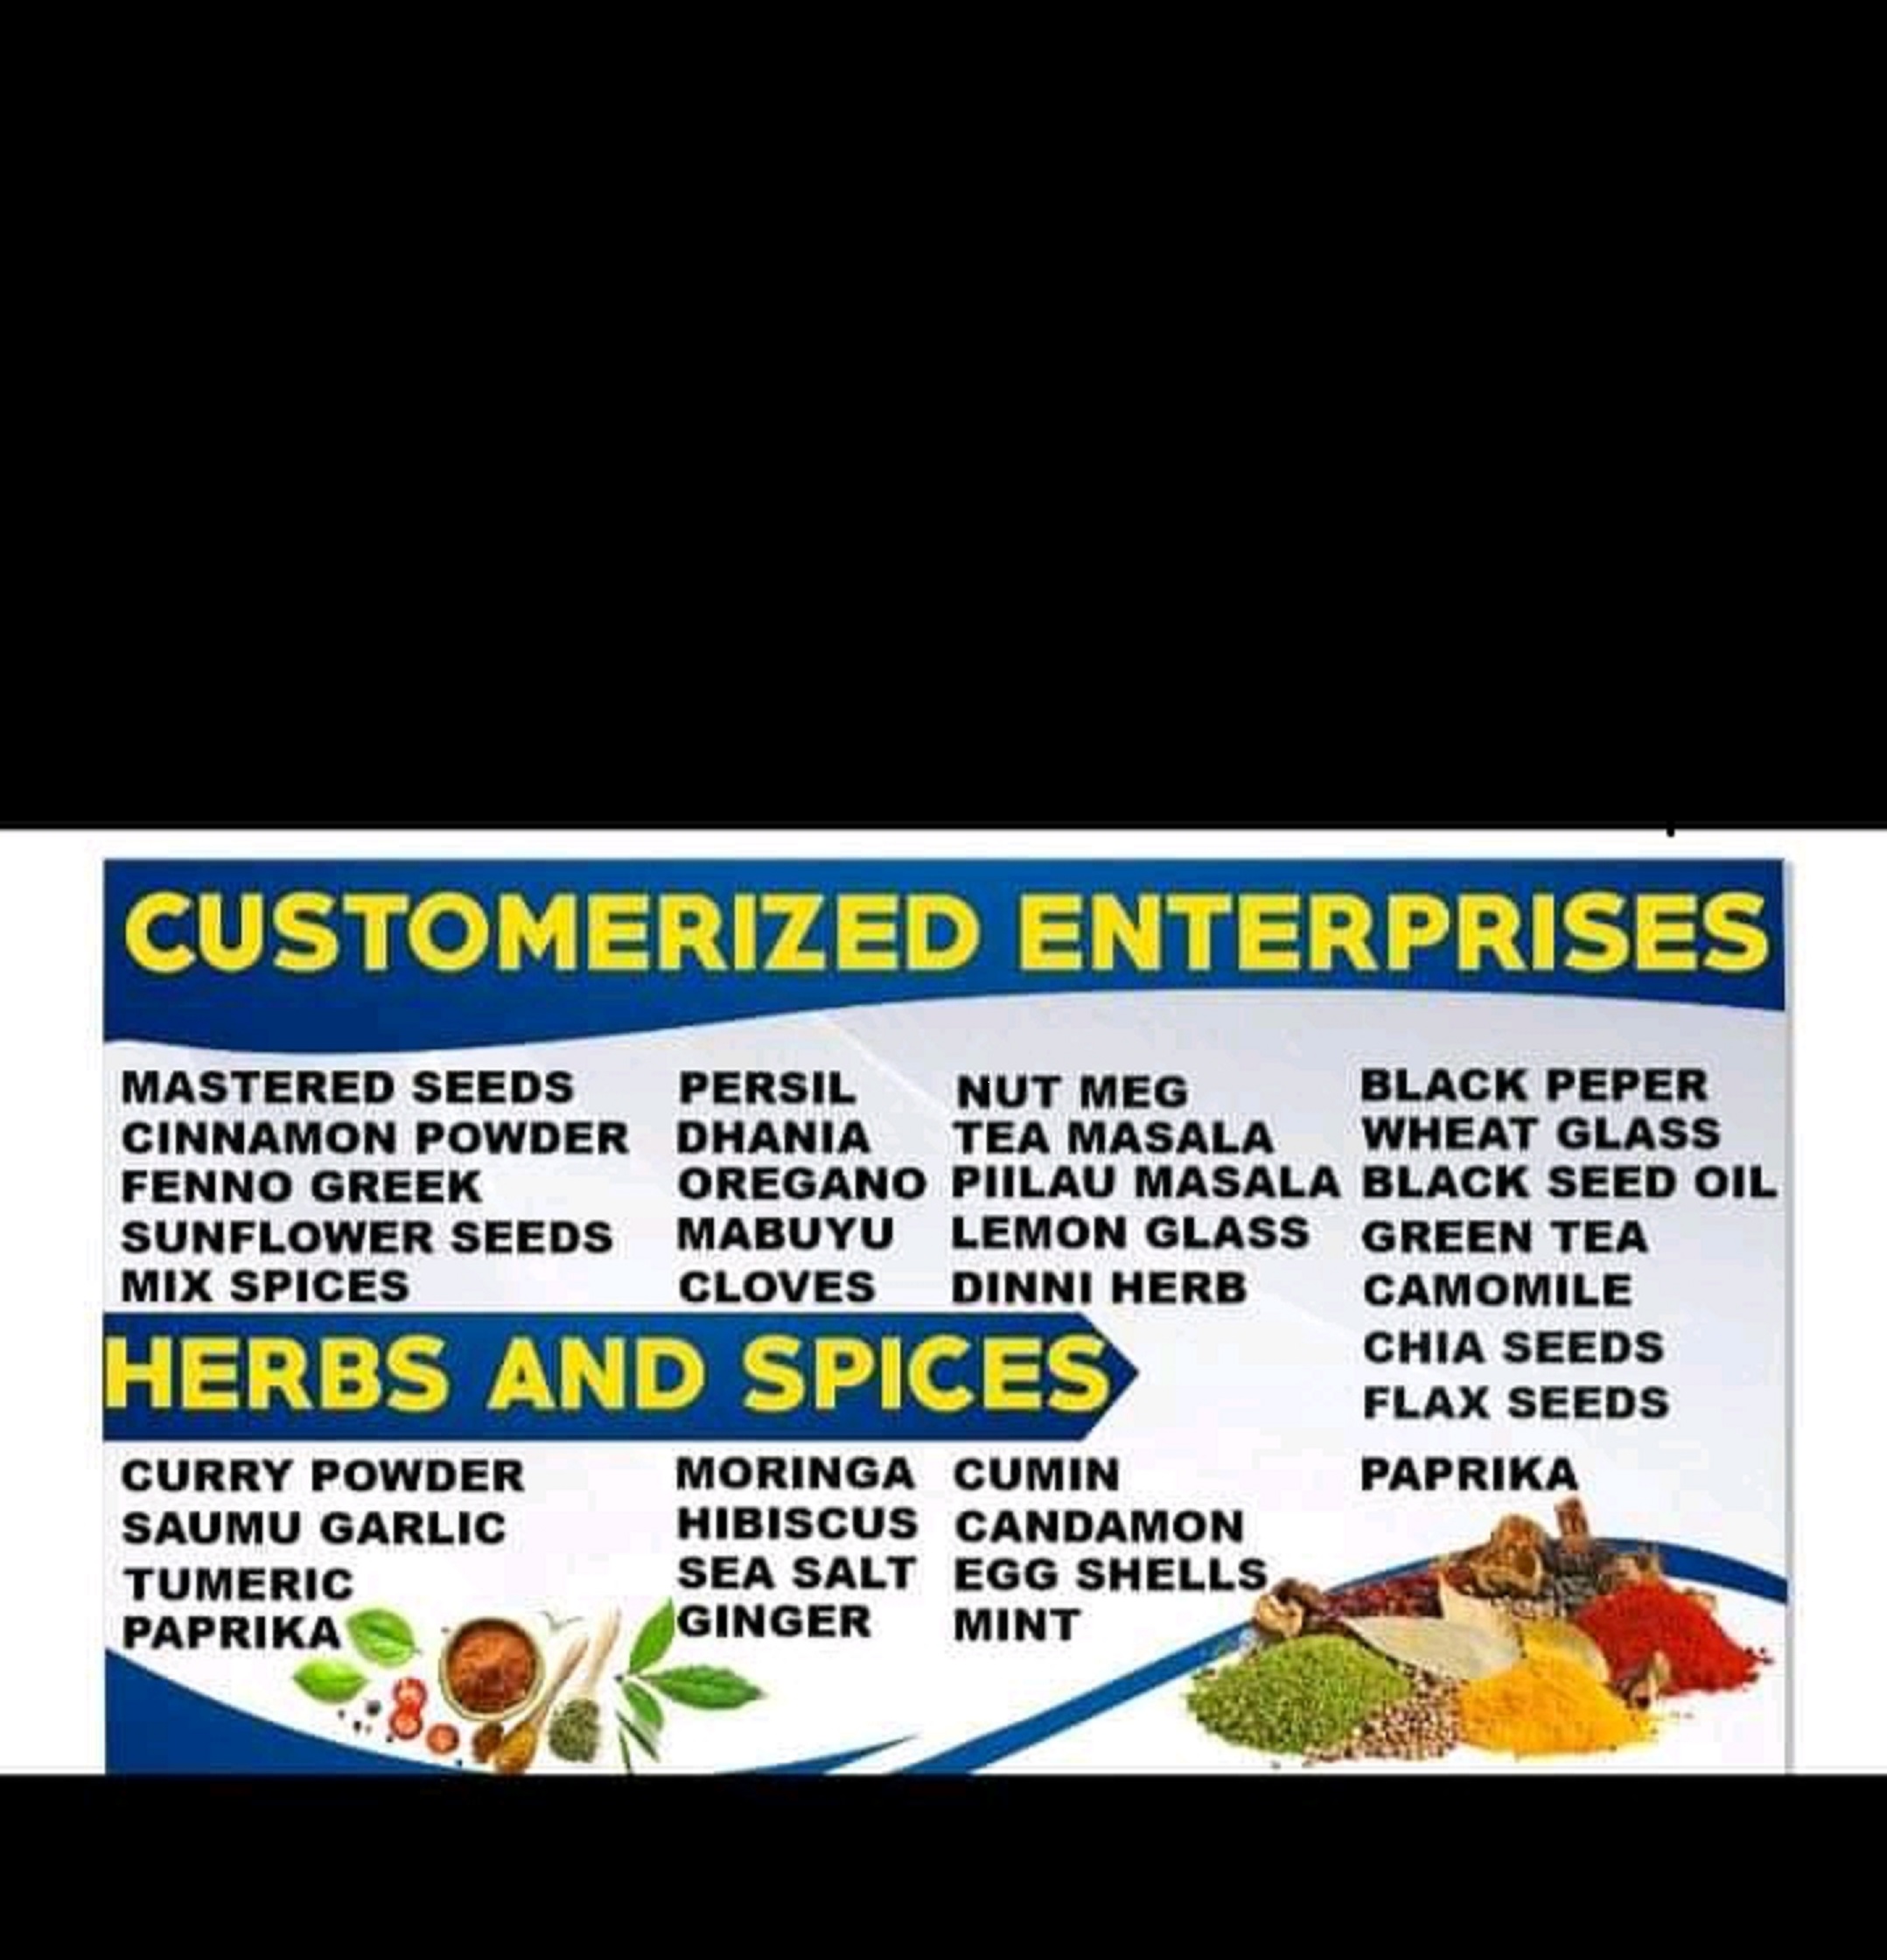 CUSTOMERIZED ENTERPRISES
MASTERED SEEDS
CINNAMON POWDER
FENNO GREEK
SUNFLOWER SEEDS
MIX SPICES
PERSIL
DHANIA
OREGANO
MABUYU
CLOVES
NUT MEG
TEA MASALA
PIILAU MASALA
LEMON GLASS
DINNI HERB
BLACK PEPER
WHEAT GLASS
BLACK SEED OIL
GREEN TEA
CAMOMILE
CHIA SEEDS
FLAX SEEDS
PAPRIKA
HERBS AND SPICES
CURRY POWDER
SAUMU GARLIC
TUMERIC
PAPRIKA
MORINGA
HIBISCUS
SEA SALT
GINGER
CUMIN
CANDAMON
EGG SHELLS
MINT